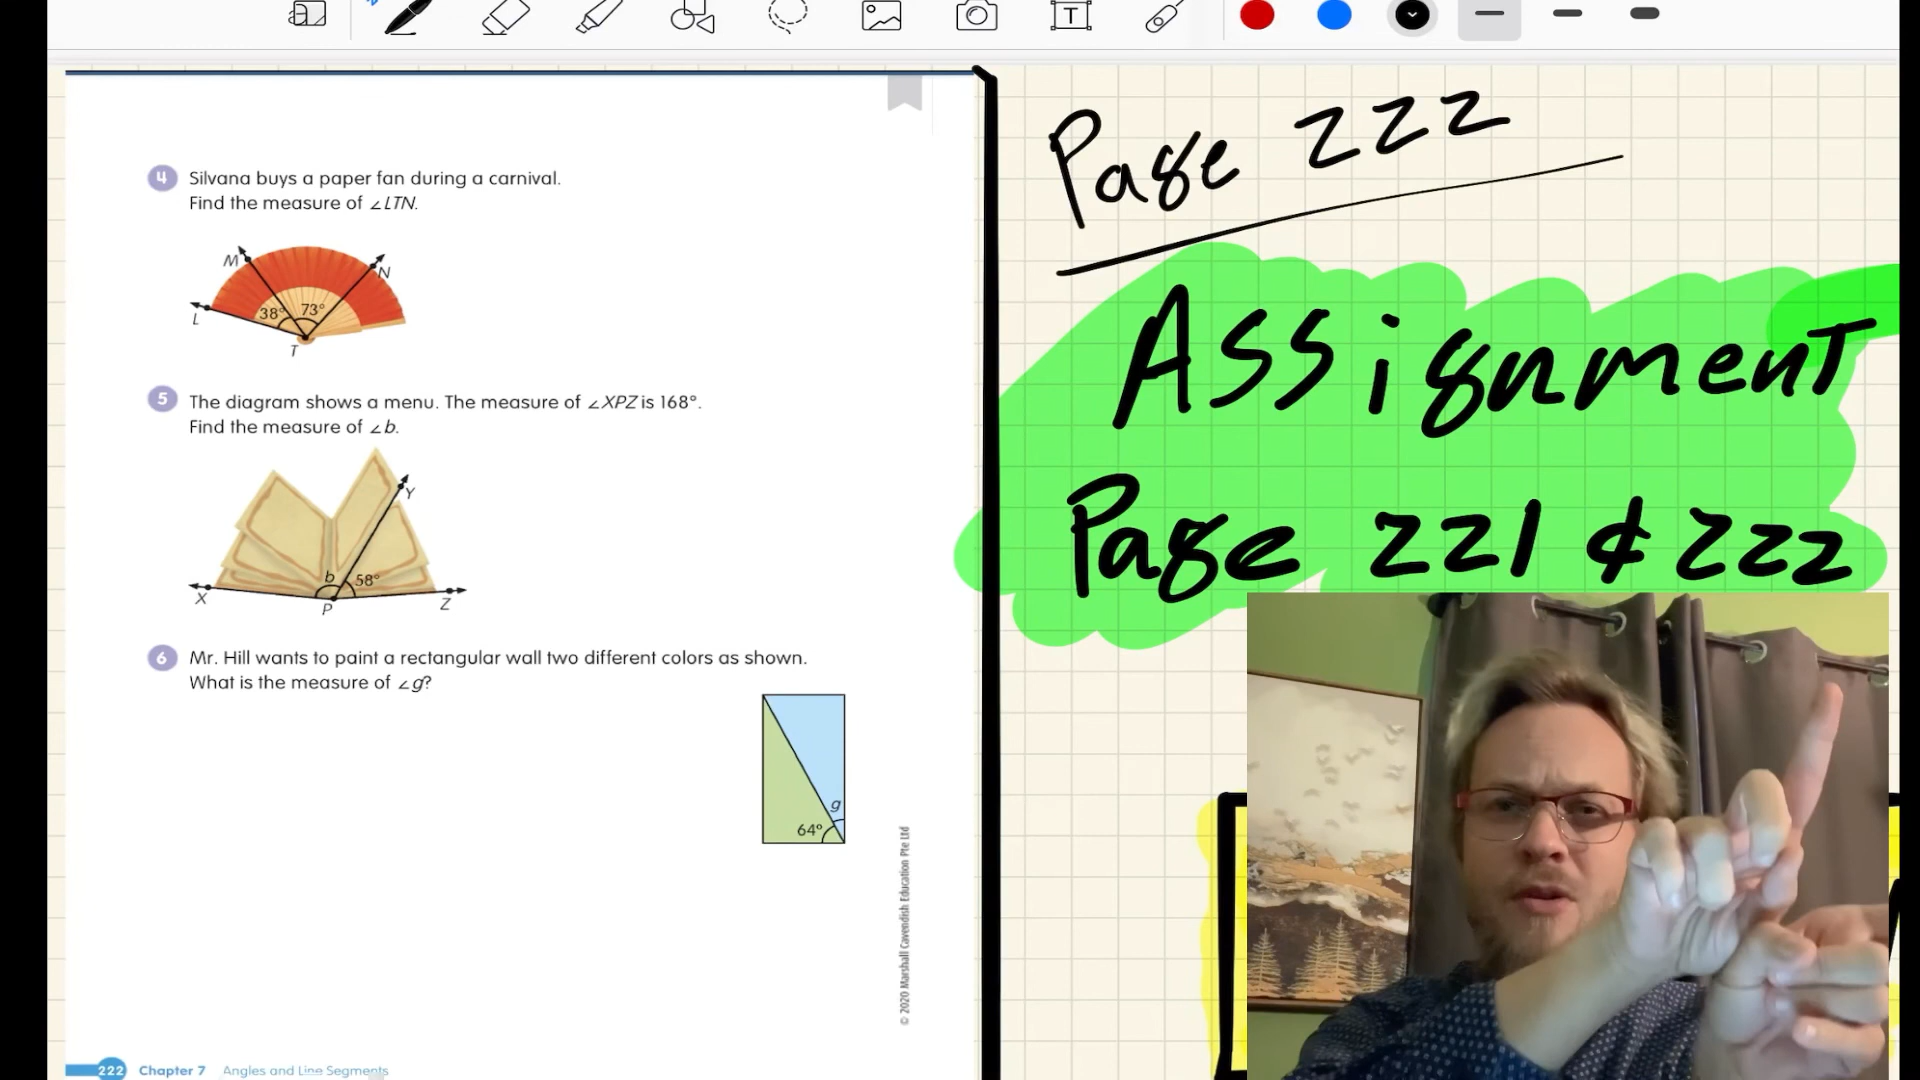 T
Page 222
Assignment
Page 221 & 222
4 Silvana buys a paper fan during a carnival.
Find the measure of ∠LTN.
M
N
L
38° 73°
T
5 The diagram shows a menu. The measure of ∠XPZ is 168°.
Find the measure of ∠b.
Y
b 58°
X
P
Z
6 Mr. Hill wants to paint a rectangular wall two different colors as shown.
What is the measure of ∠g?
g
64°
© 2020 Marshall Cavendish Education Pte Ltd
222 Chapter 7 Angles and Line Segments